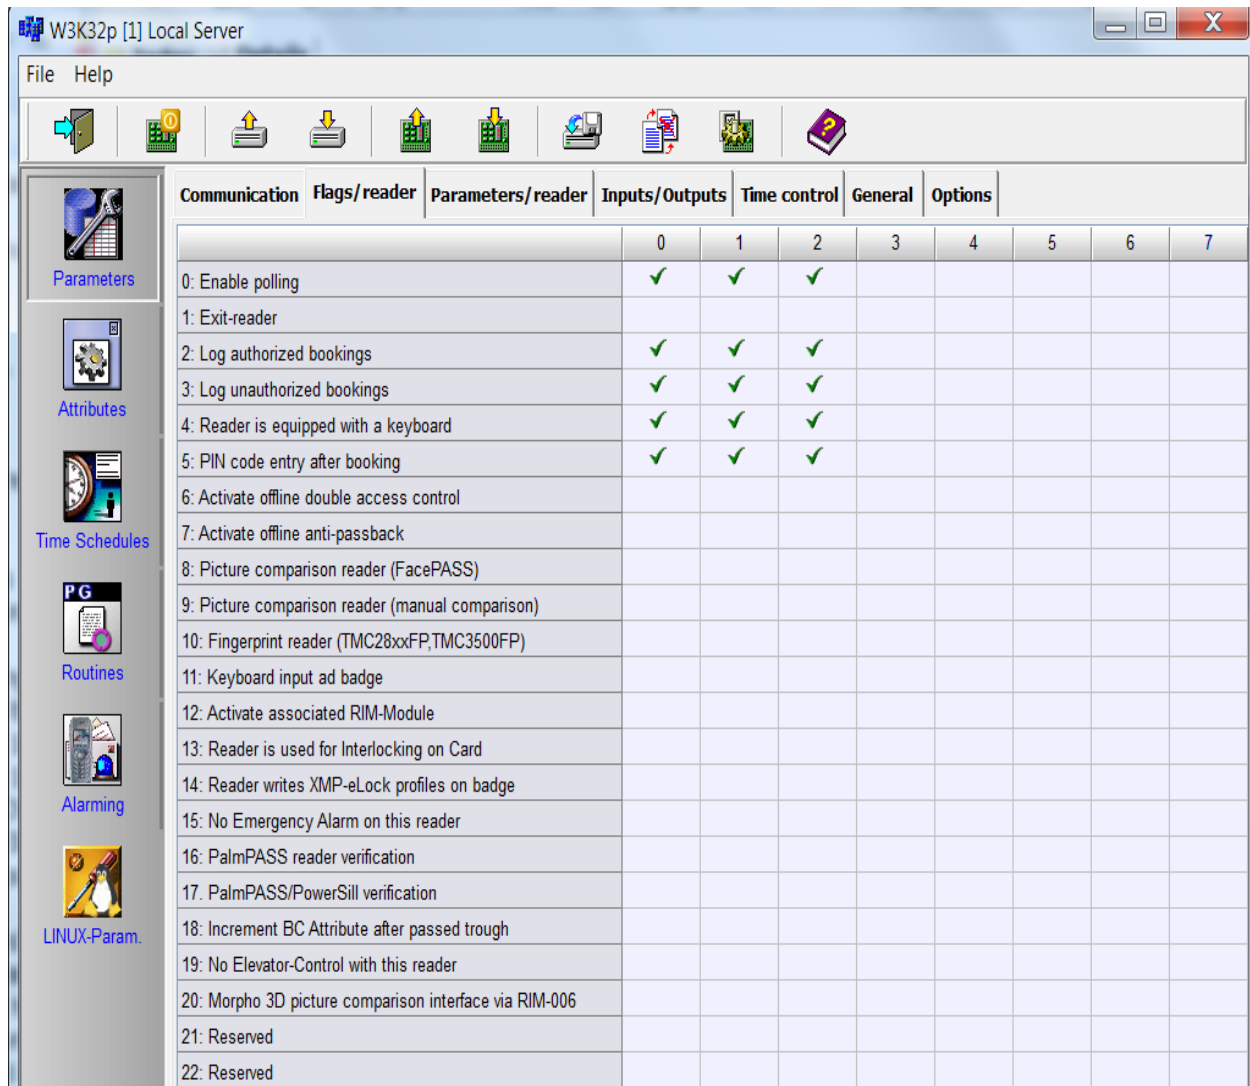 W3K32p [1] Local Server
File Help
Communication Flags/reader Parameters/reader Inputs/Outputs Time control General Options
0 1 2 3 4 5 6 7
Parameters
Attributes
Time Schedules
PG
Routines
Alarming
LINUX-Param.
0: Enable polling
1: Exit-reader
2: Log authorized bookings
3: Log unauthorized bookings
4: Reader is equipped with a keyboard
5: PIN code entry after booking
6: Activate offline double access control
7: Activate offline anti-passback
8: Picture comparison reader (FacePASS)
9: Picture comparison reader (manual comparison)
10: Fingerprint reader (TMC28xxFP,TMC3500FP)
11: Keyboard input ad badge
12: Activate associated RIM-Module
13: Reader is used for Interlocking on Card
14: Reader writes XMP-eLock profiles on badge
15: No Emergency Alarm on this reader
16: PalmPASS reader verification
17. PalmPASS/PowerSill verification
18: Increment BC Attribute after passed trough
19: No Elevator-Control with this reader
20: Morpho 3D picture comparison interface via RIM-006
21: Reserved
22: Reserved